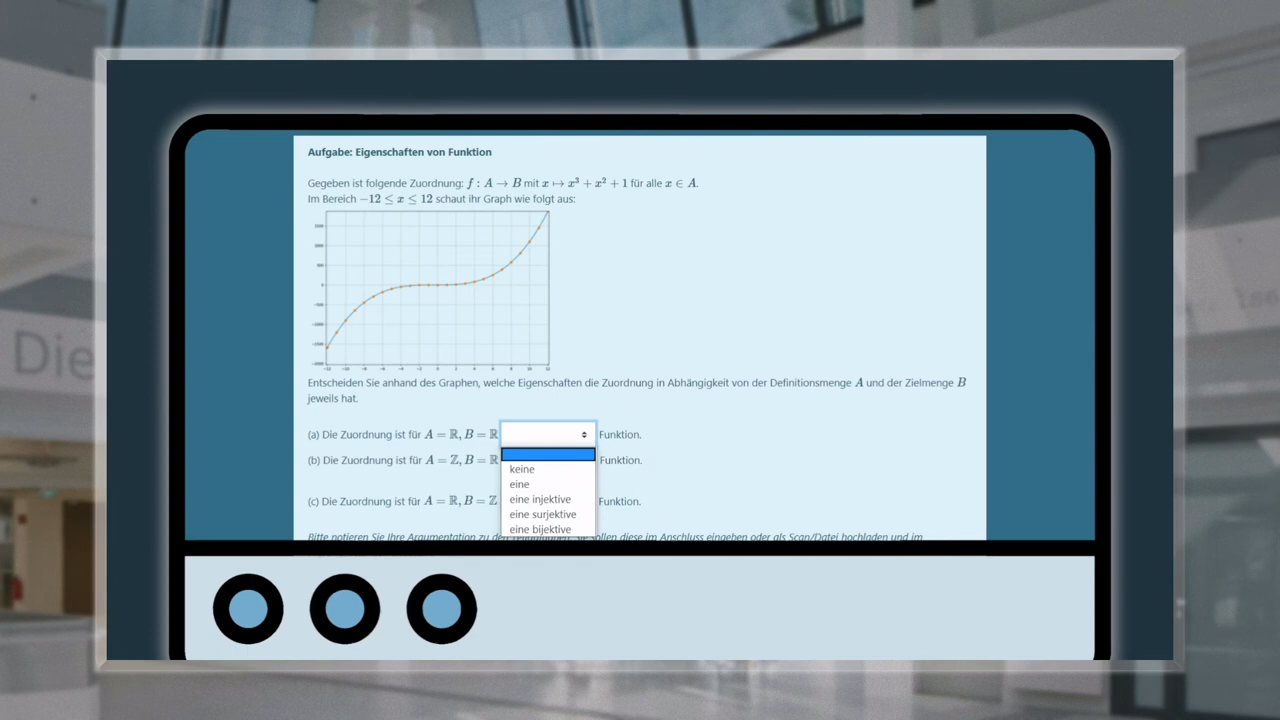 Die
Aufgabe: Eigenschaften von Funktion
Gegeben ist folgende Zuordnung: f : A → B mit x ↦ x³ + x² + 1 für alle x ∈ A.
Im Bereich −12 ≤ x ≤ 12 schaut ihr Graph wie folgt aus:
Entscheiden Sie anhand des Graphen, welche Eigenschaften die Zuordnung in Abhängigkeit von der Definitionsmenge A und der Zielmenge B
jeweils hat.
(a) Die Zuordnung ist für A = ℝ, B = ℝ Funktion.
(b) Die Zuordnung ist für A = ℤ, B = ℝ Funktion.
keine
eine
eine injektive
(c) Die Zuordnung ist für A = ℝ, B = ℤ Funktion.
eine surjektive
eine bijektive
Bitte notieren Sie Ihre Argumentation zu den Sie sollen diese im Anschluss eingeben oder als Scan/Datei hochladen und im